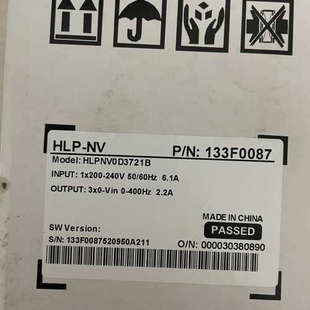 HLP-NV P/N: 133F0087
Model: HLPNV0D3721B
INPUT: 1x200-240V 50/60Hz 6.1A
OUTPUT: 3x0-Vin 0-400Hz 2.2A
MADE IN CHINA
SW Version: PASSED
S/N: 133F0087520950A211 O/N: 000030380890